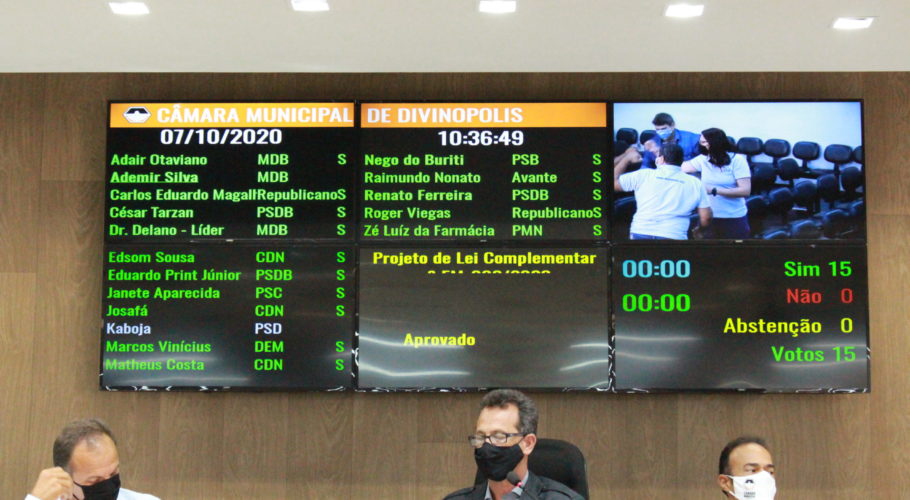 CÂMARA MUNICIPAL DE DIVINOPOLIS
07/10/2020 10:36:49
Adair Otaviano MDB S
Ademir Silva MDB
Carlos Eduardo Magalh RepublicanoS
César Tarzan PSDB S
Dr. Delano - Líder MDB S
Edsom Sousa CDN S
Eduardo Print Júnior PSDB S
Janete Aparecida PSC S
Josafá CDN S
Kaboja PSD
Marcos Vinícius DEM S
Matheus Costa CDN S
Nego do Buriti PSB S
Raimundo Nonato Avante S
Renato Ferreira PSDB S
Roger Viegas RepublicanoS
Zé Luíz da Farmácia PMN S
Projeto de Lei Complementar
Aprovado
00:00 Sim 15
00:00 Não 0
Abstenção 0
Votos 15